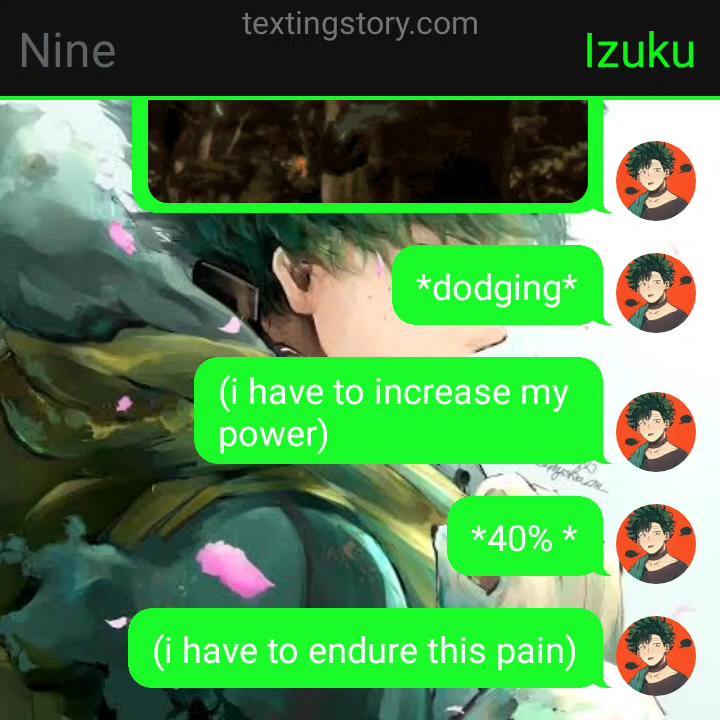 textingstory.com
Nine
Izuku
*dodging*
(i have to increase my
power)
*40% *
(i have to endure this pain)